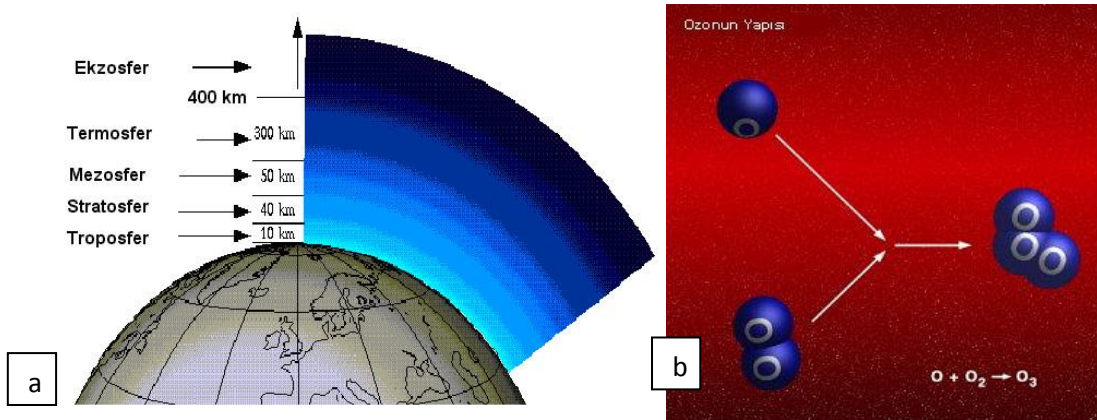 Ekzosfer
400 km
Termosfer 300 km
Mezosfer 50 km
Stratosfer 40 km
Troposfer 10 km
a
Ozonun Yapısı
O
O
O
O
O
O
O + O₂ → O₃
b